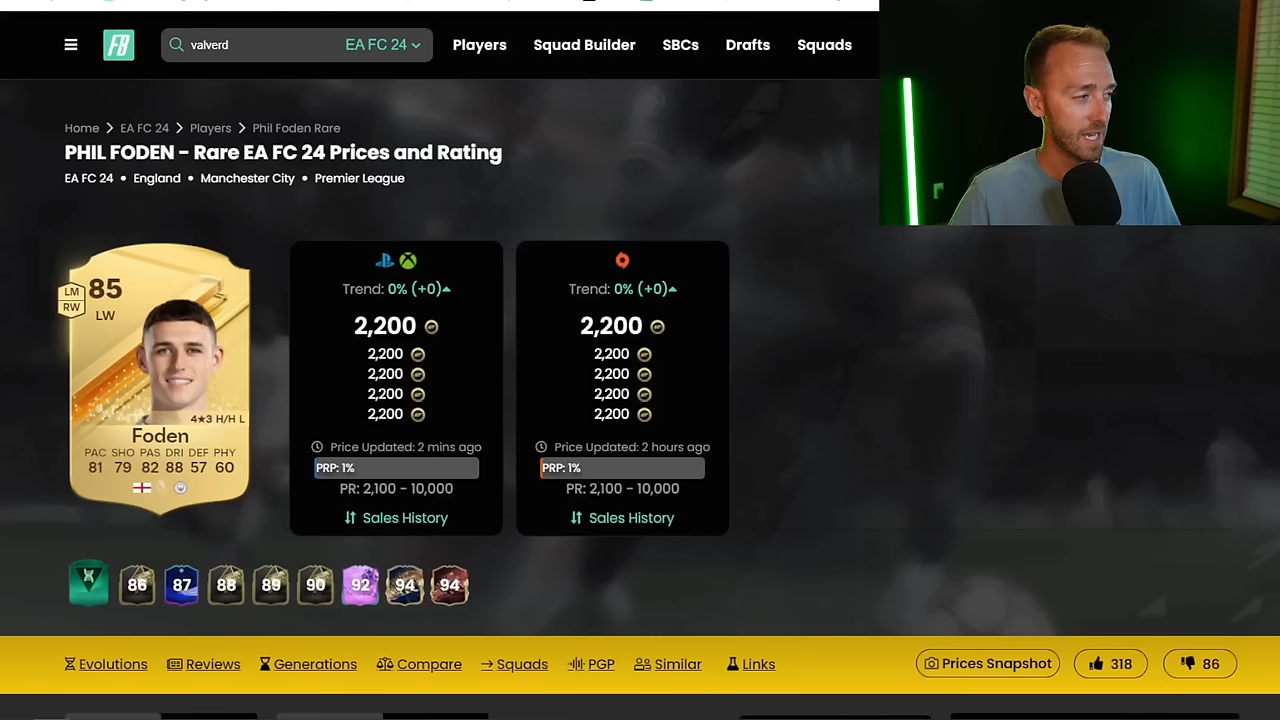 FB valverd EA FC 24 Players Squad Builder SBCs Drafts Squads
Home > EA FC 24 > Players > Phil Foden Rare
PHIL FODEN - Rare EA FC 24 Prices and Rating
EA FC 24 • England • Manchester City • Premier League
LM
RW
85
LW
4★3 H/H L
Foden
PAC SHO PAS DRI DEF PHY
81 79 82 88 57 60
Trend: 0% (+0)
2,200
2,200
2,200
2,200
2,200
Price Updated: 2 mins ago
PRP: 1%
PR: 2,100 - 10,000
Sales History
Trend: 0% (+0)
2,200
2,200
2,200
2,200
2,200
Price Updated: 2 hours ago
PRP: 1%
PR: 2,100 - 10,000
Sales History
86 87 88 89 90 92 94 94
Evolutions Reviews Generations Compare Squads PGP Similar Links Prices Snapshot 318 86